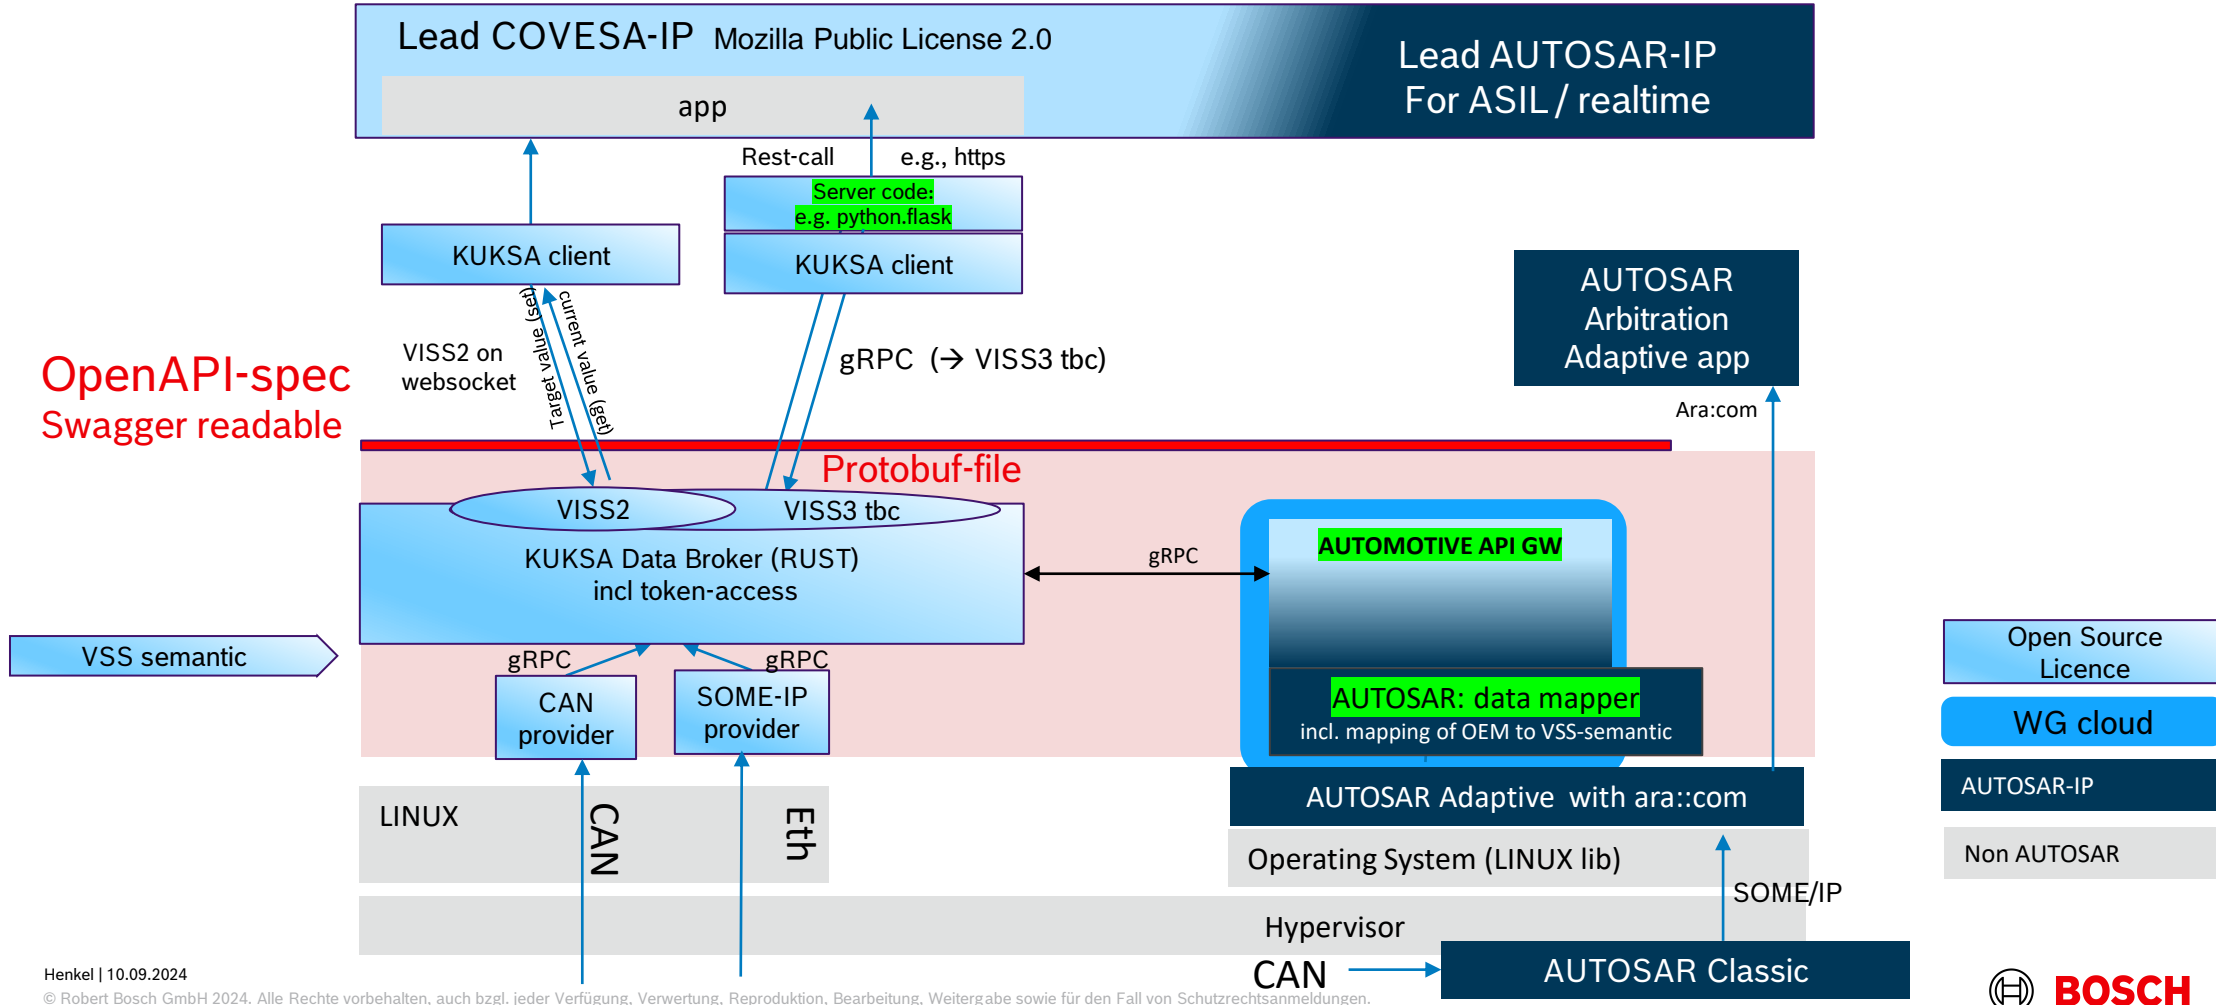 Lead COVESA-IP Mozilla Public License 2.0
Lead AUTOSAR-IP
For ASIL / realtime
app
Rest-call e.g., https
Server code:
e.g. python.flask
KUKSA client
KUKSA client
AUTOSAR
Arbitration
Adaptive app
Target value (set)
current value (get)
VISS2 on
websocket
gRPC (→ VISS3 tbc)
OpenAPI-spec
Swagger readable
Ara:com
Protobuf-file
VISS2
VISS3 tbc
KUKSA Data Broker (RUST)
incl token-access
gRPC
AUTOMOTIVE API GW
VSS semantic
gRPC
gRPC
CAN
provider
SOME-IP
provider
AUTOSAR: data mapper
incl. mapping of OEM to VSS-semantic
Open Source
Licence
WG cloud
AUTOSAR-IP
Non AUTOSAR
LINUX
CAN
Eth
AUTOSAR Adaptive with ara::com
Operating System (LINUX lib)
SOME/IP
Hypervisor
CAN
AUTOSAR Classic
Henkel | 10.09.2024
© Robert Bosch GmbH 2024. Alle Rechte vorbehalten, auch bzgl. jeder Verfügung, Verwertung, Reproduktion, Bearbeitung, Weitergabe sowie für den Fall von Schutzrechtsanmeldungen.
BOSCH